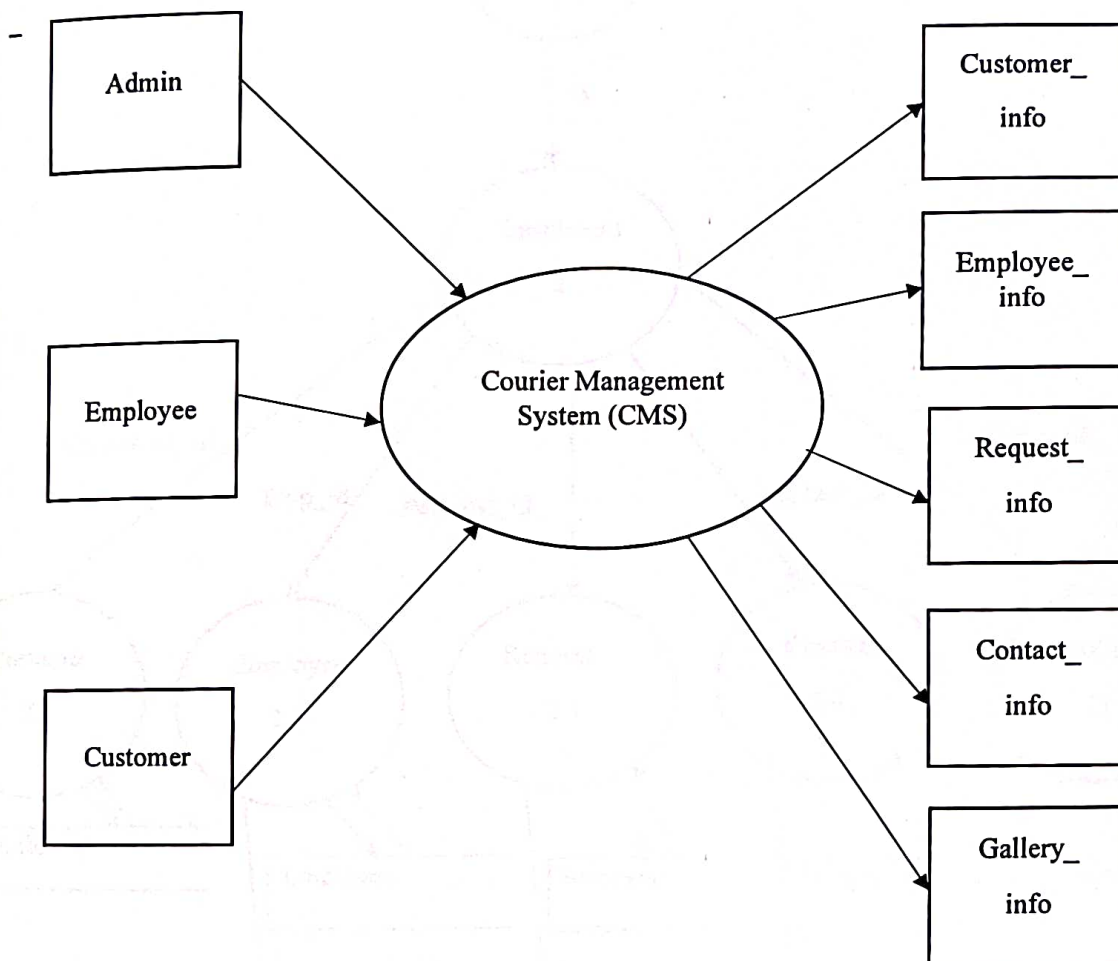 Admin
Employee
Customer
Courier Management
System (CMS)
Customer_
info
Employee_
info
Request_
info
Contact_
info
Gallery_
info